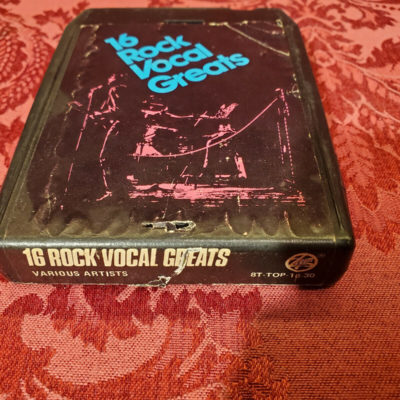 16
Rock
Vocal
Greats
16 ROCK VOCAL GREATS
VARIOUS ARTISTS
8T-TOP-16 30